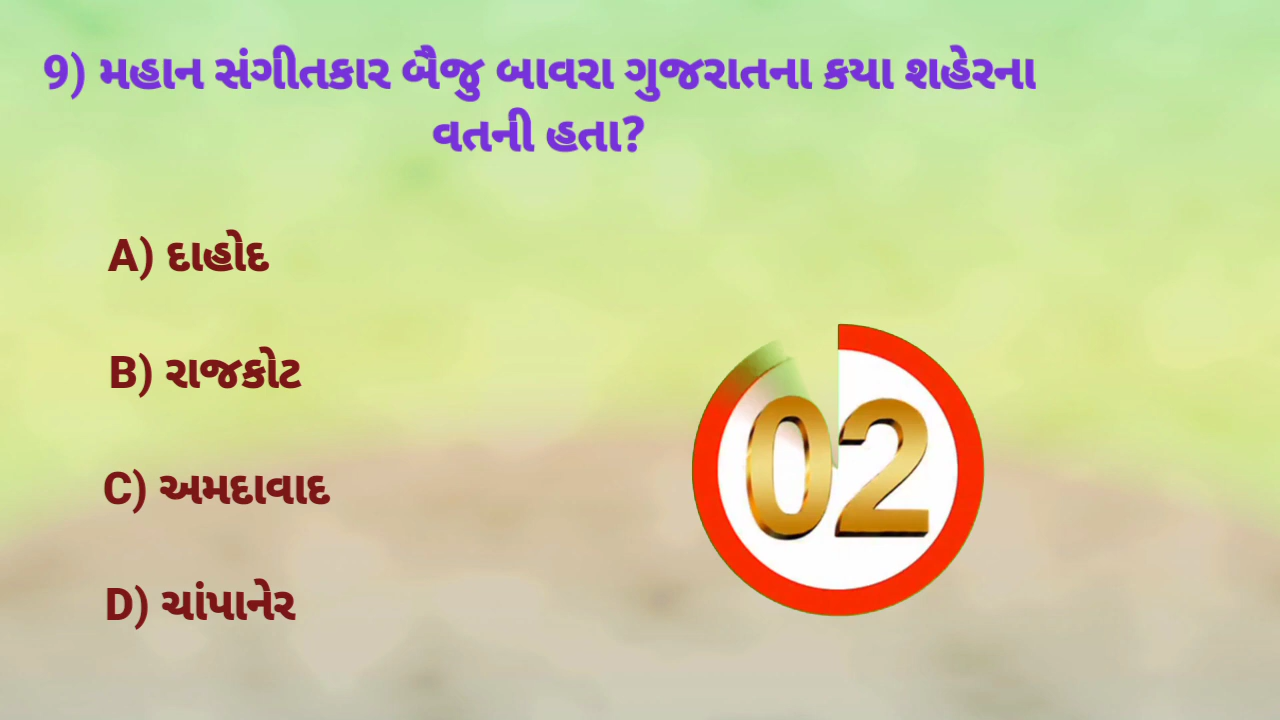 9) મહાન સંગીતકાર બૈજુ બાવરા ગુજરાતના કયા શહેરના
વતની હતા?
A) દાહોદ
B) રાજકોટ
C) અમદાવાદ
D) ચાંપાનેર
02